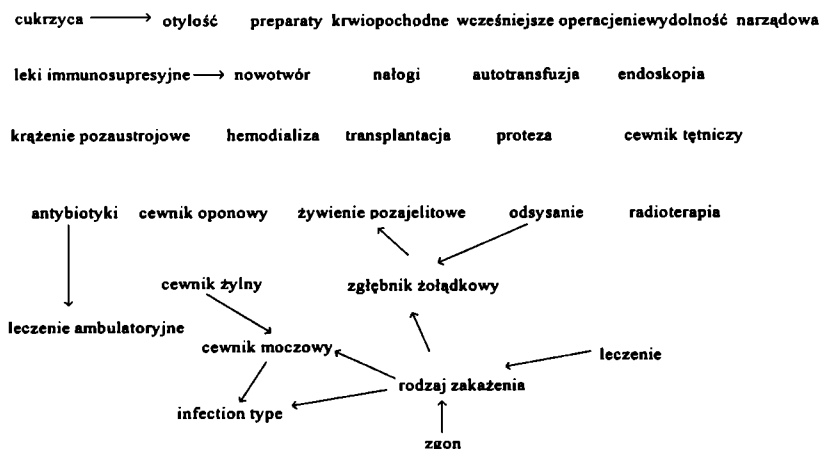 cukrzyca otyłość preparaty krwiopochodne wcześniejsze operacjeniewydolność narządowa
leki immunosupresyjne nowotwór nałogi autotransfuzja endoskopia
krążenie pozaustrojowe hemodializa transplantacja proteza cewnik tętniczy
antybiotyki cewnik oponowy żywienie pozajelitowe odsysanie radioterapia
cewnik żylny zgłębnik żołądkowy
leczenie ambulatoryjne
cewnik moczowy leczenie
rodzaj zakażenia
infection type
zgon